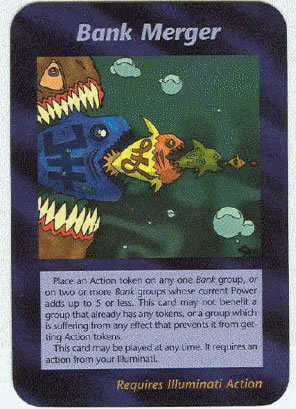 Bank Merger
Place an Action token on any one Bank group, or
on two or more Bank groups whose current Power
adds up to 5 or less. This card may not benefit a
group that already has any tokens, or a group which
is suffering from any effect that prevents it from get-
ting Action tokens.
This card may be played at any time. It requires an
action from your Illuminati.
Requires Illuminati Action